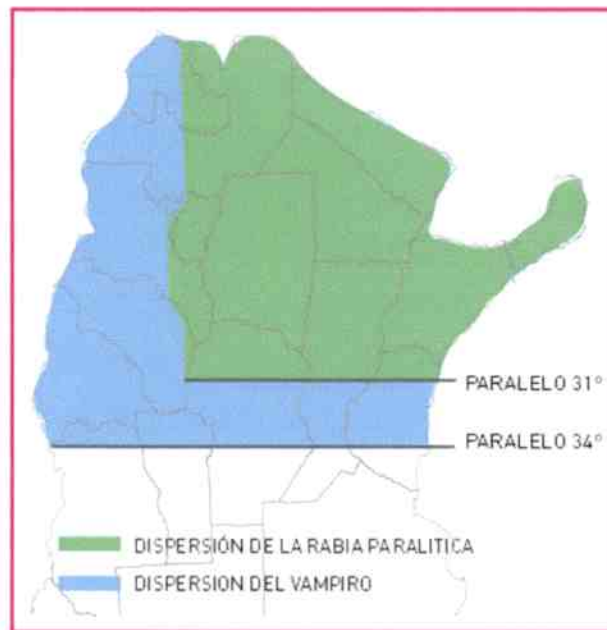 PARALELO 31°
PARALELO 34°
DISPERSIÓN DE LA RABIA PARALITICA
DISPERSION DEL VAMPIRO